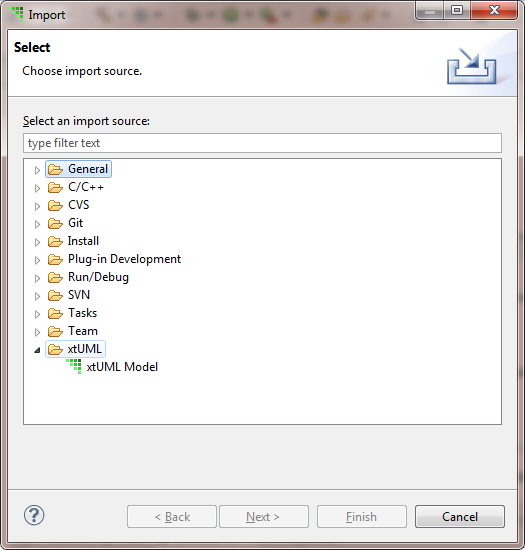 Import
Select
Choose import source.
Select an import source:
type filter text
General
C/C++
CVS
Git
Install
Plug-in Development
Run/Debug
SVN
Tasks
Team
xtUML
xtUML Model
?
< Back
Next >
Finish
Cancel